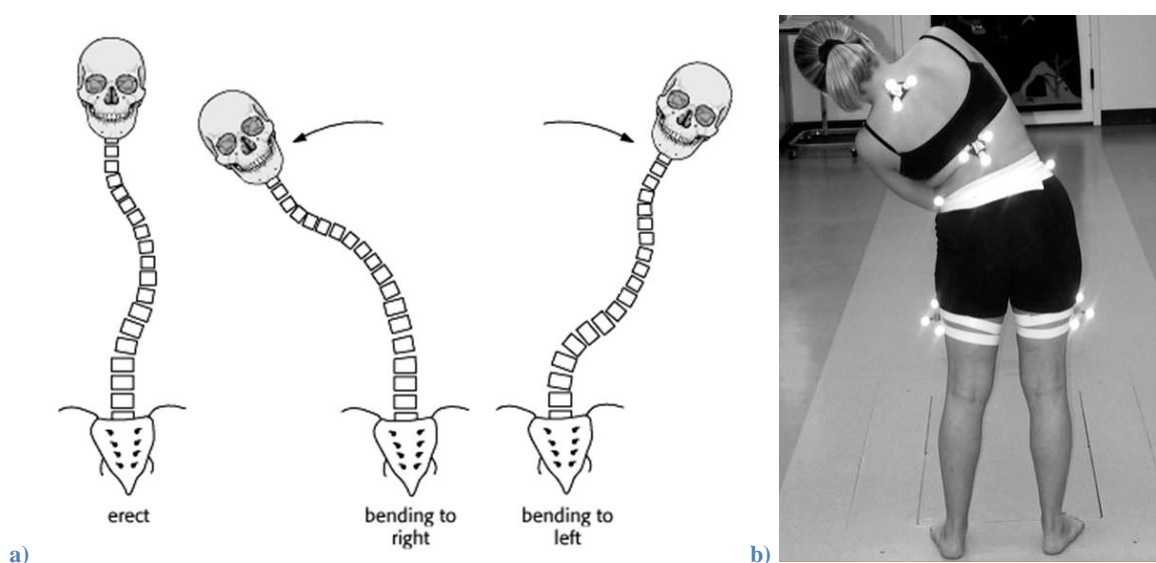 erect
bending to
right
bending to
left
a)
b)